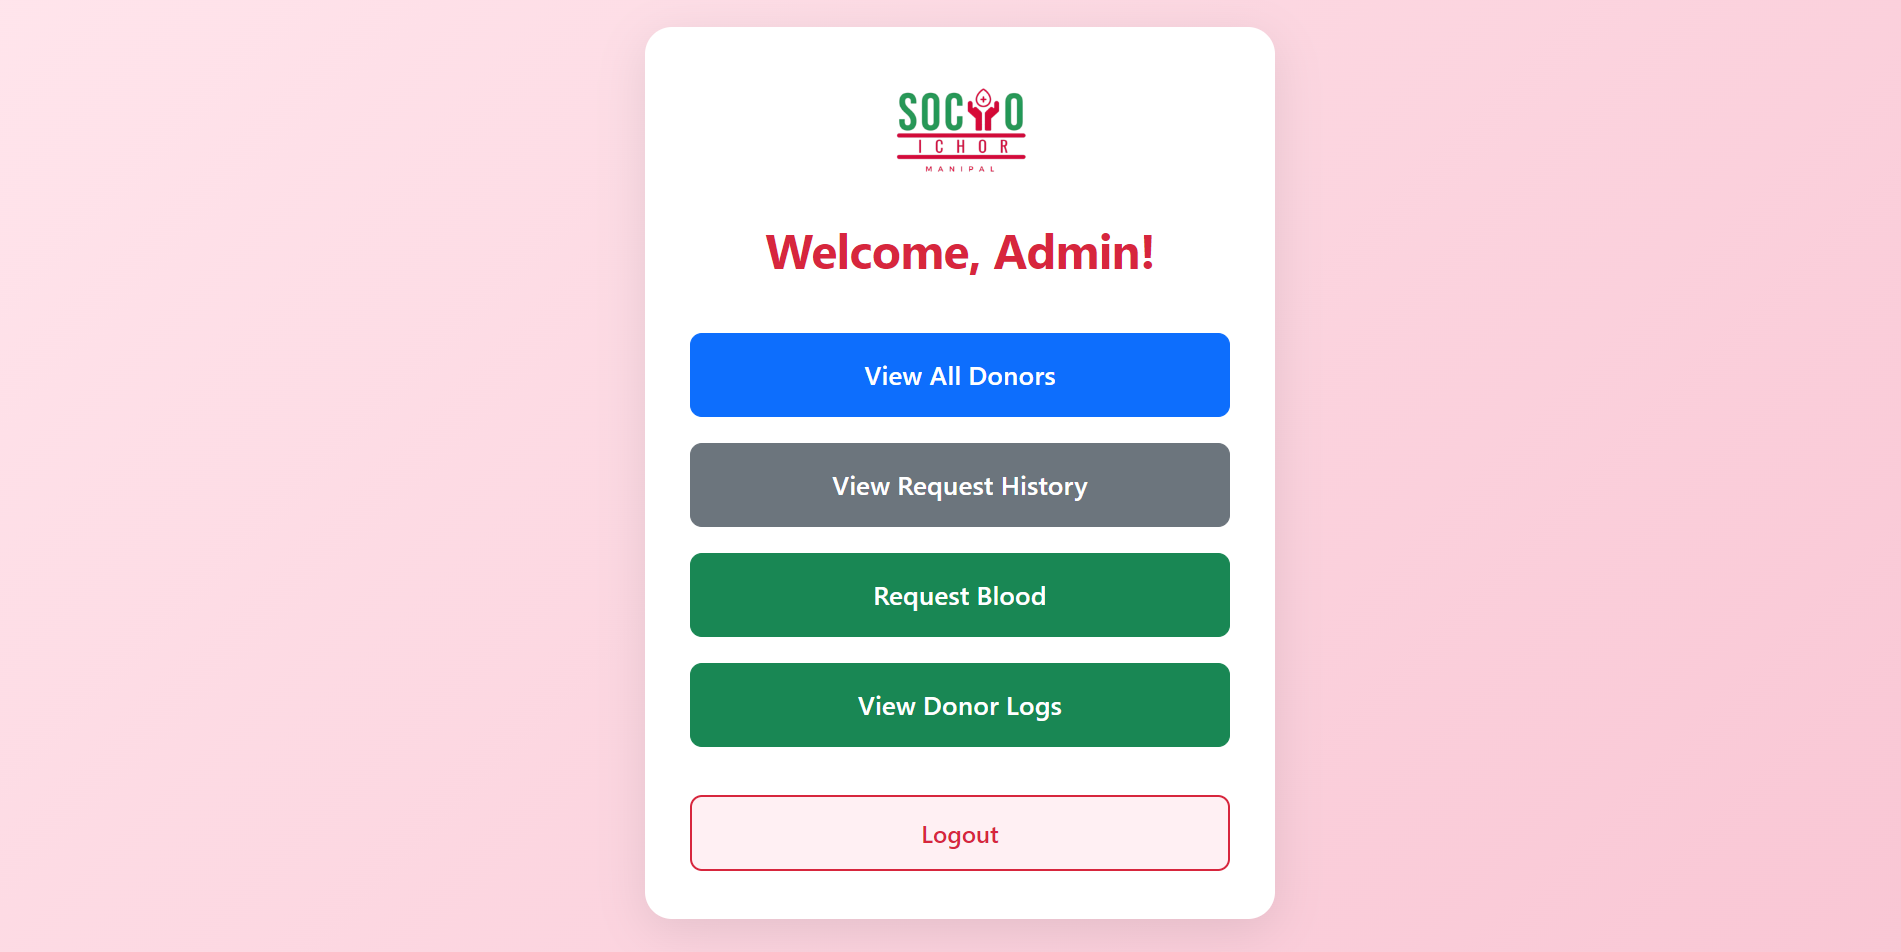 SOCIO
ICHOR
MANIPAL
Welcome, Admin!
View All Donors
View Request History
Request Blood
View Donor Logs
Logout